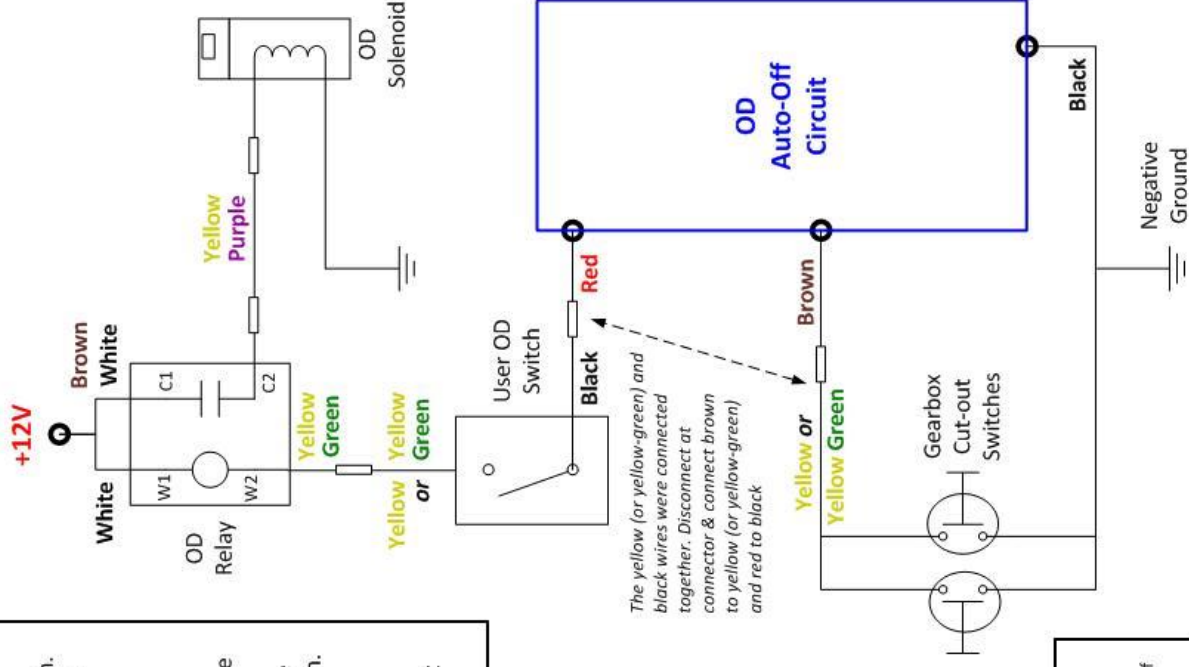 +12V
Brown
White
White
W1
C1
W2
C2
OD
Relay
Yellow
Purple
OD
Solenoid
Yellow
Green
Yellow Yellow
or Green
User OD
Switch
Black
Red
OD
Auto-Off
Circuit
The yellow (or yellow-green) and
black wires were connected
together. Disconnect at
connector & connect brown
to yellow (or yellow-green)
and red to black
Brown
Yellow or
Yellow Green
Gearbox
Cut-out
Switches
Black
Negative
Ground